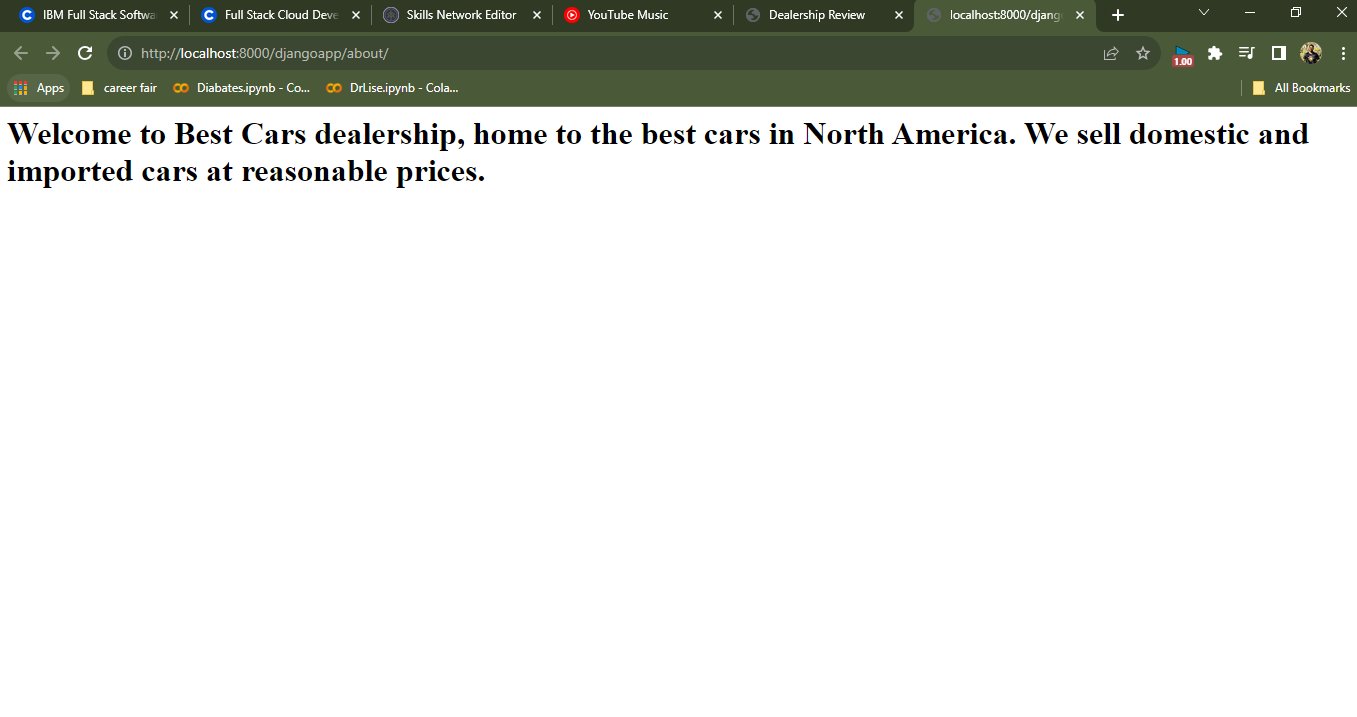 IBM Full Stack Softwa
Full Stack Cloud Deve
Skills Network Editor
YouTube Music
Dealership Review
localhost:8000/djang
http://localhost:8000/djangoapp/about/
1.00
Apps
career fair
Diabates.ipynb - Co...
DrLise.ipynb - Cola...
All Bookmarks
Welcome to Best Cars dealership, home to the best cars in North America. We sell domestic and
imported cars at reasonable prices.